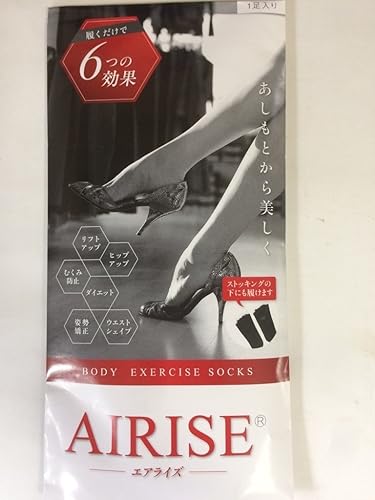 1足入り
履くだけで
6つの
効果
あしもとから美しく
リフト
アップ
ヒップ
アップ
むくみ
防止
ダイエット
姿勢
矯正
ウエスト
シェイプ
ストッキングの
下にも履けます
BODY EXERCISE SOCKS
AIRISE®
エアライズ